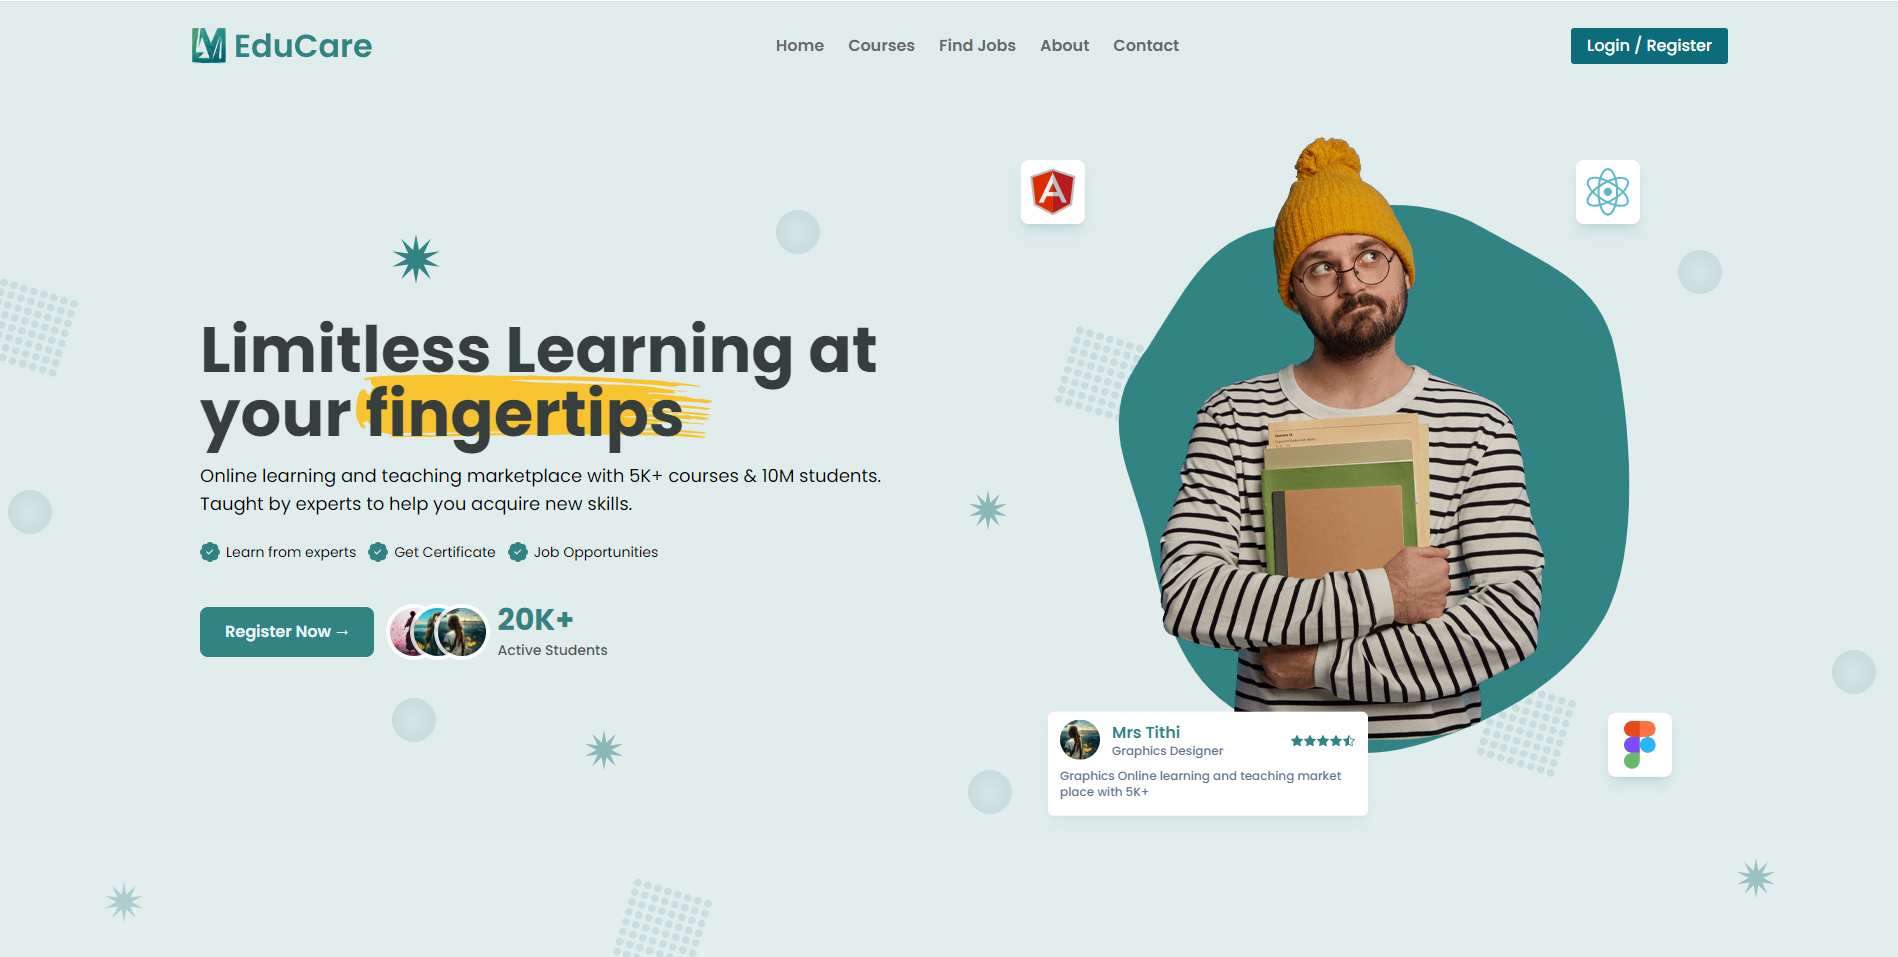 EduCare
Home Courses Find Jobs About Contact
Login / Register
Limitless Learning at
your fingertips
Online learning and teaching marketplace with 5K+ courses & 10M students.
Taught by experts to help you acquire new skills.
Learn from experts Get Certificate Job Opportunities
Register Now →
20K+
Active Students
Mrs Tithi
Graphics Designer
Graphics Online learning and teaching market
place with 5K+